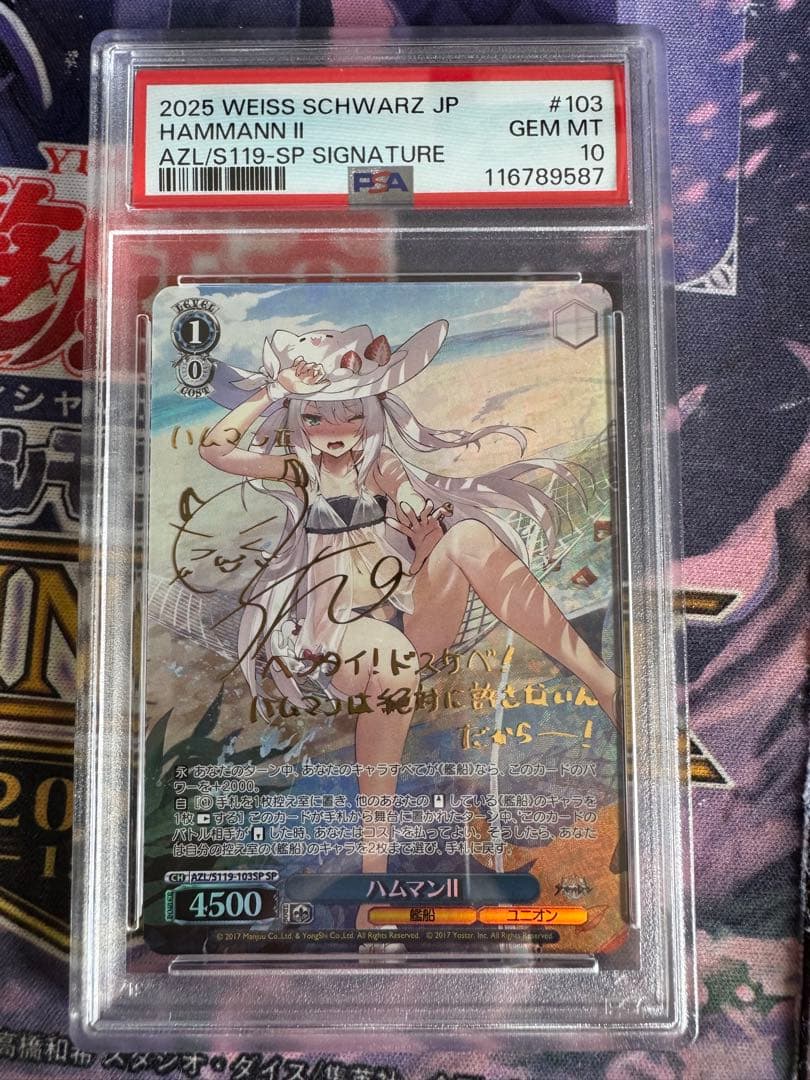 2025 WEISS SCHWARZ JP #103
HAMMANN II GEM MT
AZL/S119-SP SIGNATURE 10
PSA 116789587
LEVEL
1
0
COST
ハムマンII
ヘンタイ！ドスケベ！
ハムマンは絶対に許さないん
だからー！
永 あなたのターン中、あなたのキャラすべてが《艦船》なら、このカードのパ
ワーを+2000。
自 [① 手札を1枚控え室に置き、他のあなたの している《艦船》のキャラを
1枚 する] このカードが手札から舞台に置かれたターン中、このカードの
バトル相手が した時、あなたはコストを払ってよい。そうしたら、あなた
は自分の控え室の《艦船》のキャラを2枚まで選び、手札に戻す。
CH AZL/S119-103SP SP
ハムマンII
POWER 4500
艦船 ユニオン
© 2017 Manjuu Co.,Ltd. & YongShi Co.,Ltd. All Rights Reserved. © 2017 Yostar, Inc. All Rights Reserved.
高橋和希 スタジオ・ダイス/集英社